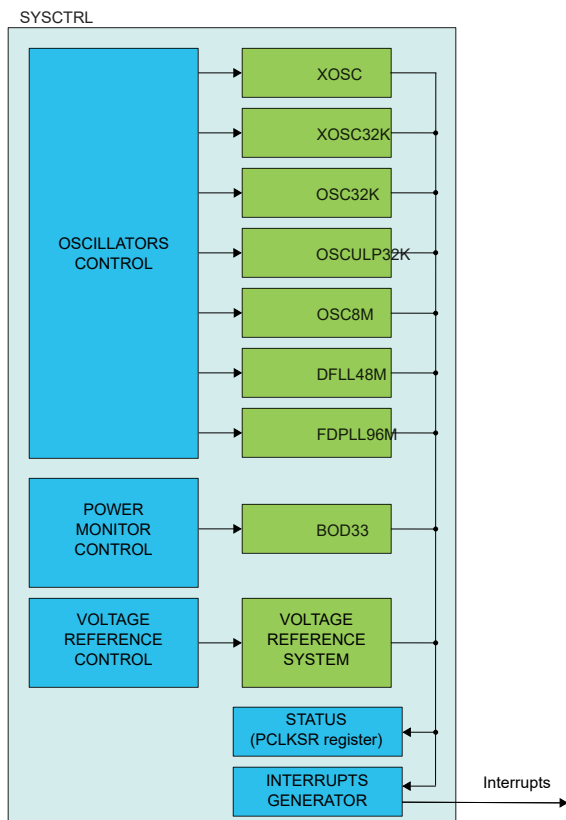 SYSCTRL
XOSC
XOSC32K
OSC32K
OSCILLATORS
CONTROL
OSCULP32K
OSC8M
DFLL48M
FDPLL96M
POWER
MONITOR
CONTROL
BOD33
VOLTAGE
REFERENCE
CONTROL
VOLTAGE
REFERENCE
SYSTEM
STATUS
(PCLKSR register)
INTERRUPTS
GENERATOR
Interrupts